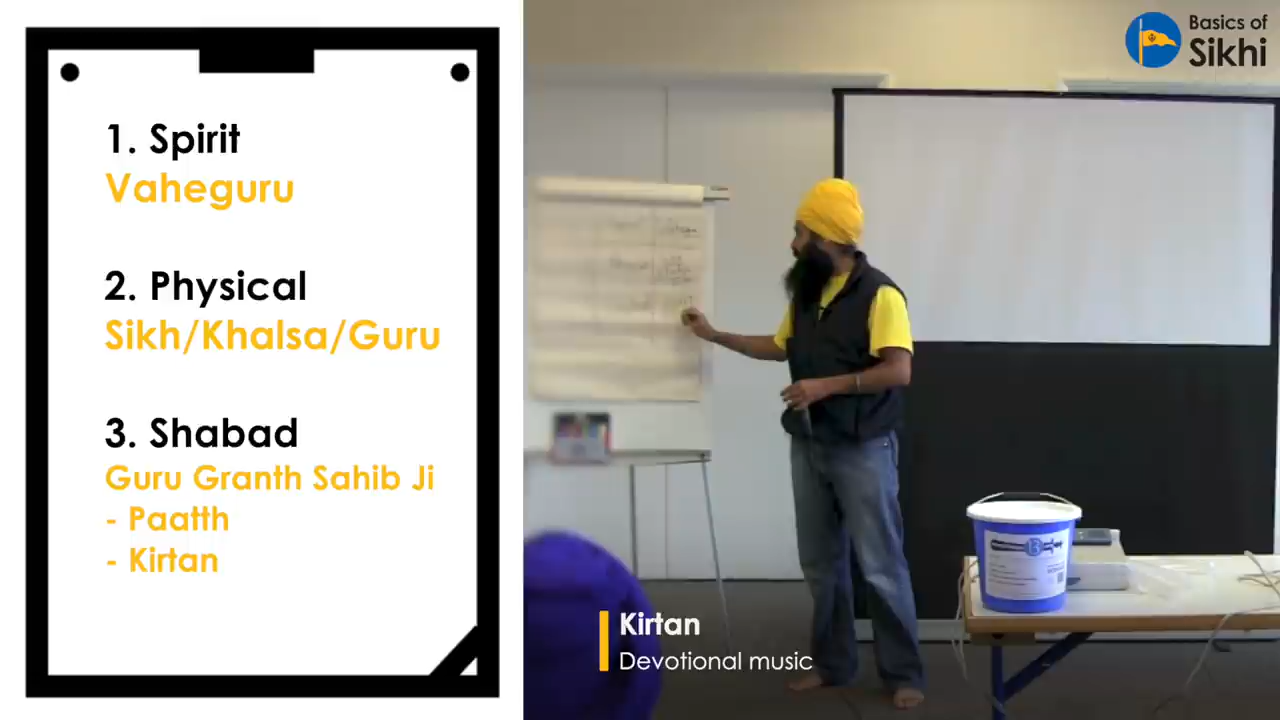 1. Spirit
Vaheguru
2. Physical
Sikh/Khalsa/Guru
3. Shabad
Guru Granth Sahib Ji
- Paatth
- Kirtan
Basics of
Sikhi
Kirtan
Devotional music